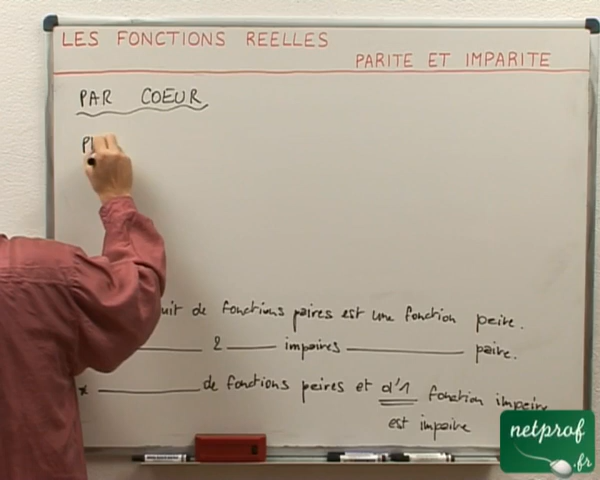 LES FONCTIONS REELLES
PARITE ET IMPARITE
PAR COEUR
P
uit de fonctions paires est une fonction paire.
2 impaires paire.
* de fonctions paires et d'1 fonction impaire
est impaire
netprof
.fr